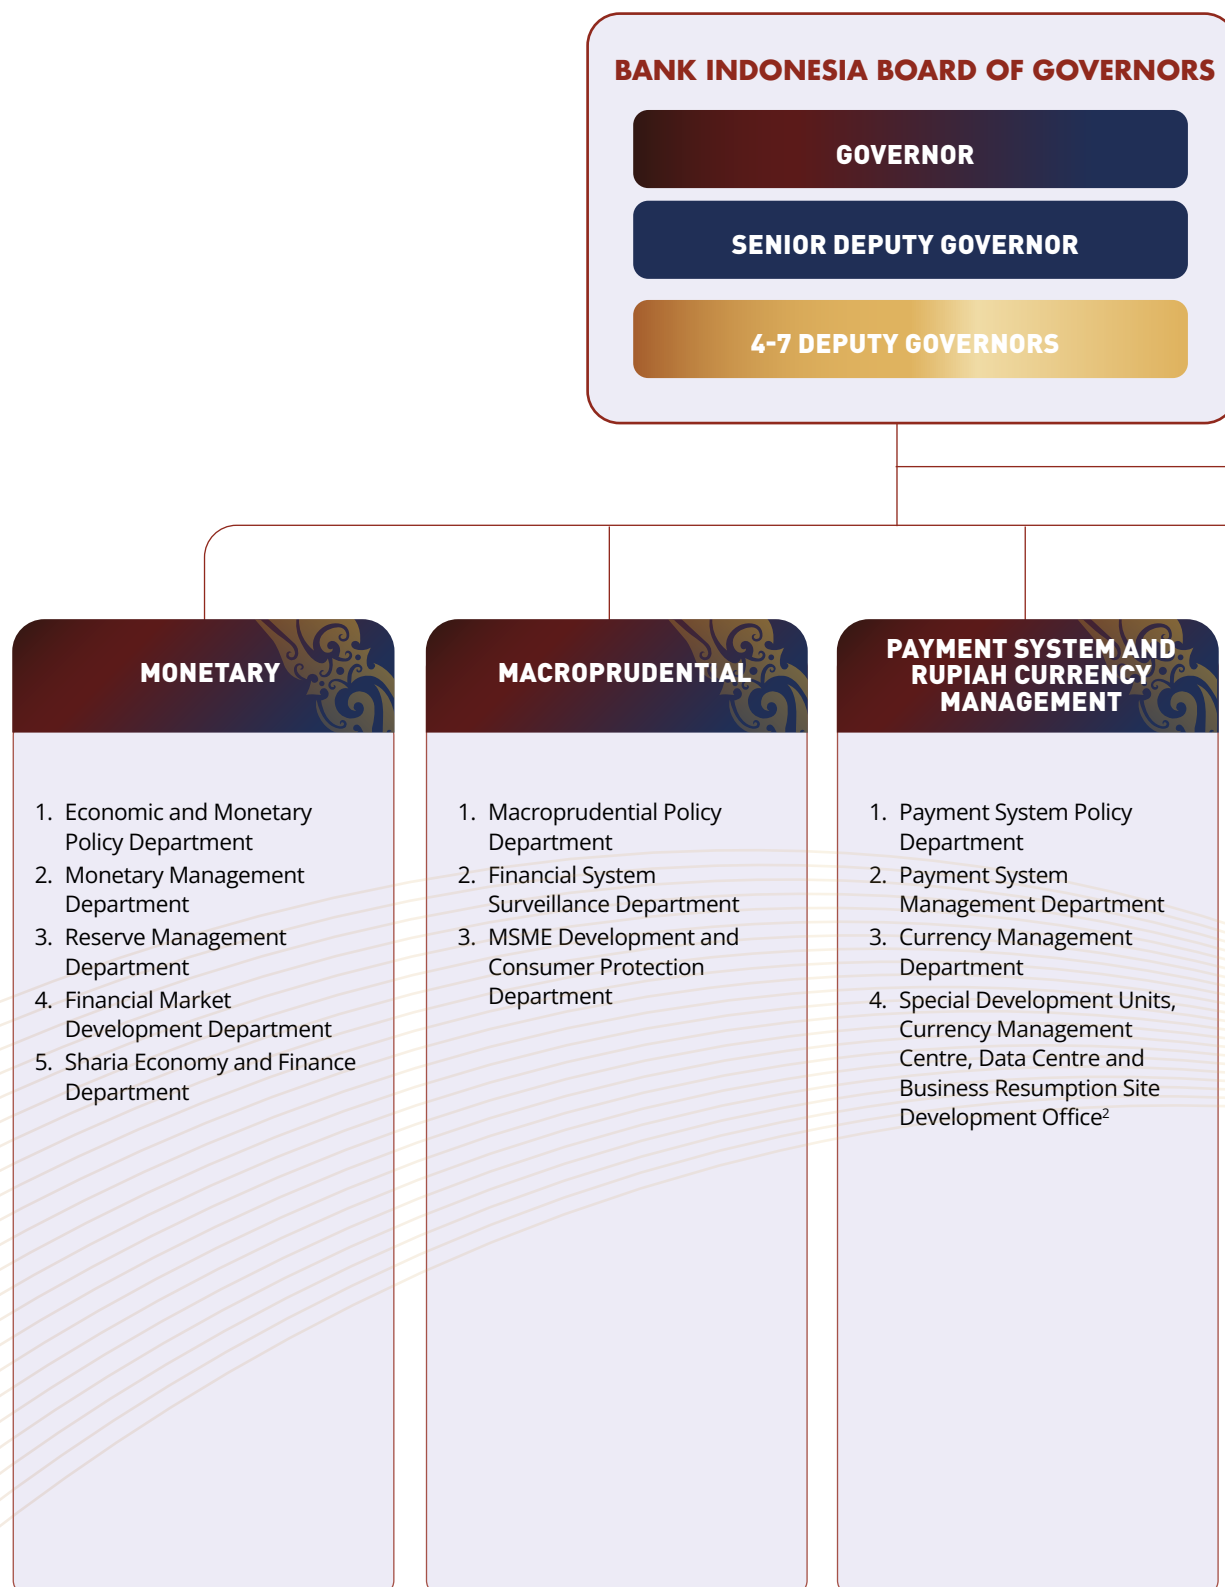 BANK INDONESIA BOARD OF GOVERNORS
GOVERNOR
SENIOR DEPUTY GOVERNOR
4-7 DEPUTY GOVERNORS
MONETARY
1. Economic and Monetary
Policy Department
2. Monetary Management
Department
3. Reserve Management
Department
4. Financial Market
Development Department
5. Sharia Economy and Finance
Department
MACROPRUDENTIAL
1. Macroprudential Policy
Department
2. Financial System
Surveillance Department
3. MSME Development and
Consumer Protection
Department
PAYMENT SYSTEM AND
RUPIAH CURRENCY
MANAGEMENT
1. Payment System Policy
Department
2. Payment System
Management Department
3. Currency Management
Department
4. Special Development Units,
Currency Management
Centre, Data Centre and
Business Resumption Site
Development Office²